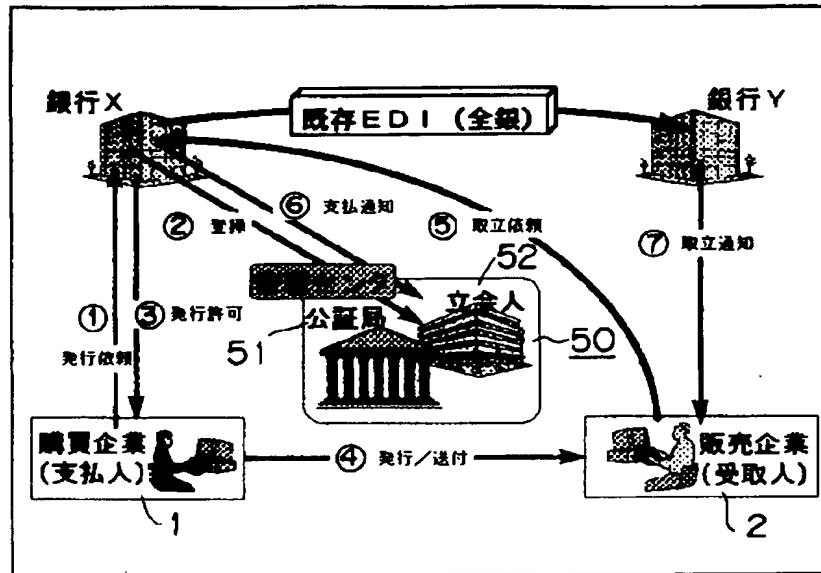 銀行X
既存EDI(全銀)
銀行Y
② 登録
⑥ 支払通知
⑤ 取立依頼
⑦ 取立通知
52
立会人
公証局
51
50
①
発行依頼
③ 発行許可
購買企業
(支払人)
④ 発行/送付
販売企業
(受取人)
1
2